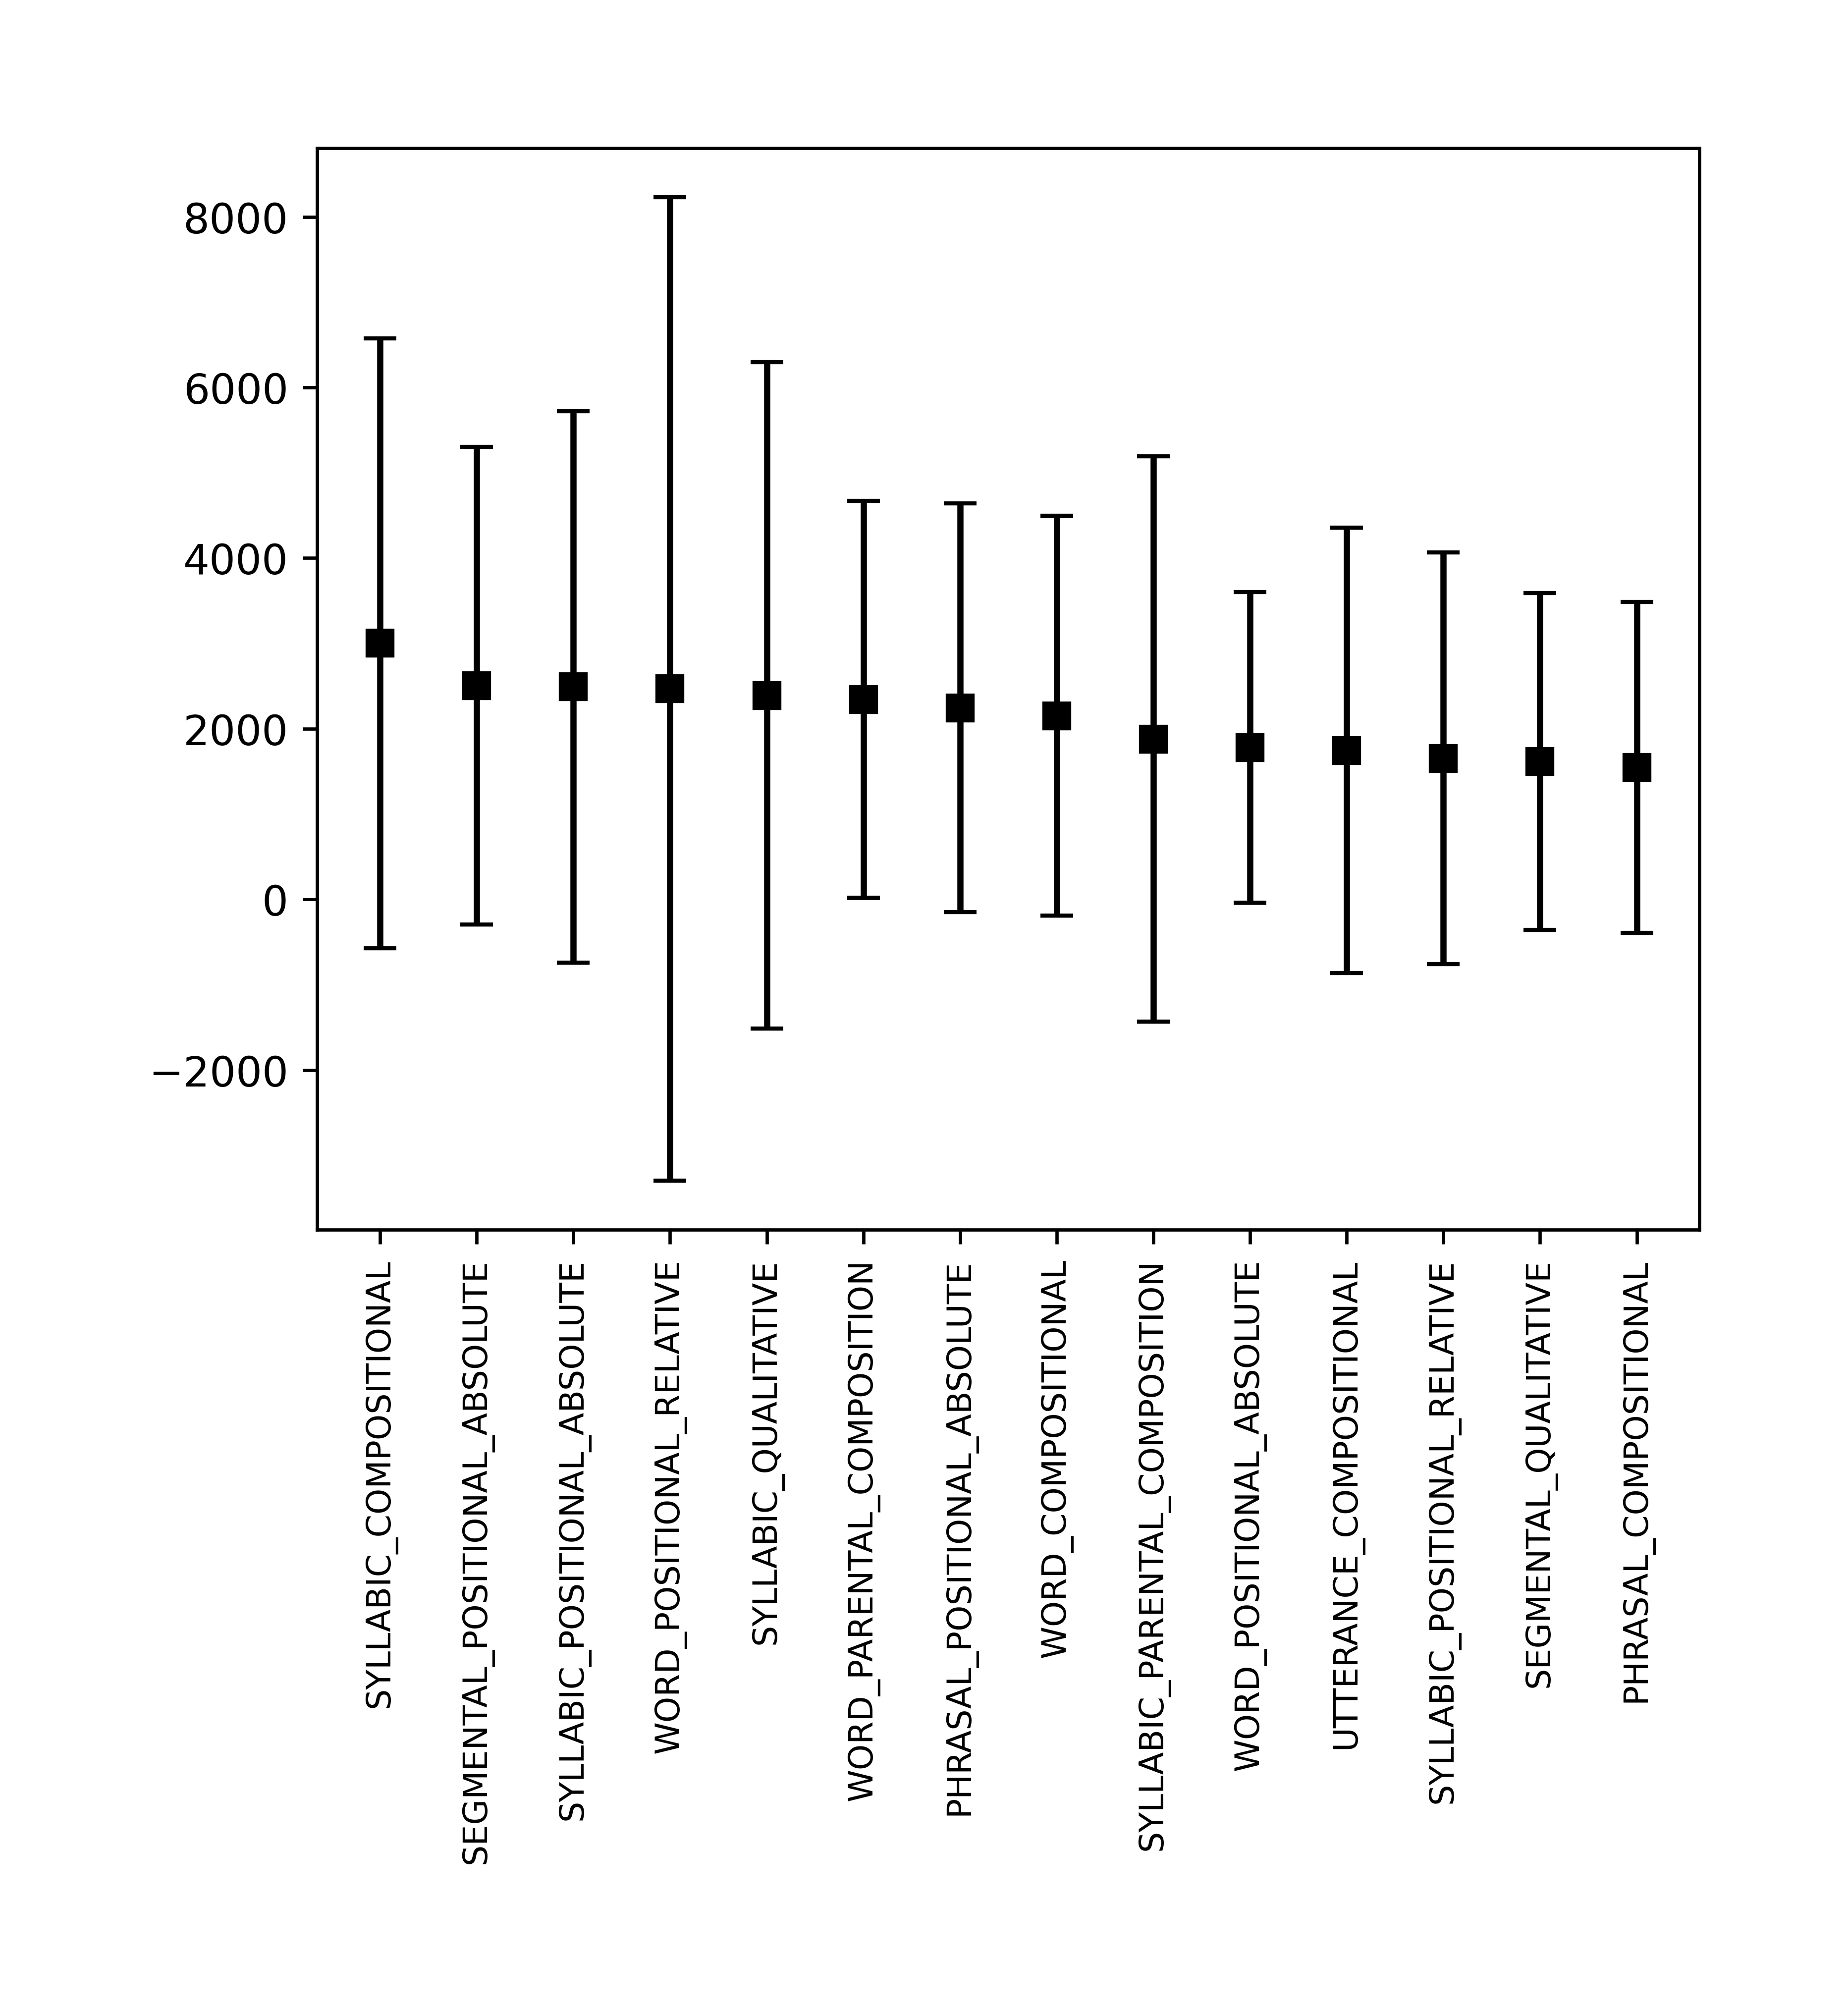 8000
6000
4000
2000
0
−2000
SYLLABIC_COMPOSITIONAL
SEGMENTAL_POSITIONAL_ABSOLUTE
SYLLABIC_POSITIONAL_ABSOLUTE
WORD_POSITIONAL_RELATIVE
SYLLABIC_QUALITATIVE
WORD_PARENTAL_COMPOSITION
PHRASAL_POSITIONAL_ABSOLUTE
WORD_COMPOSITIONAL
SYLLABIC_PARENTAL_COMPOSITION
WORD_POSITIONAL_ABSOLUTE
UTTERANCE_COMPOSITIONAL
SYLLABIC_POSITIONAL_RELATIVE
SEGMENTAL_QUALITATIVE
PHRASAL_COMPOSITIONAL